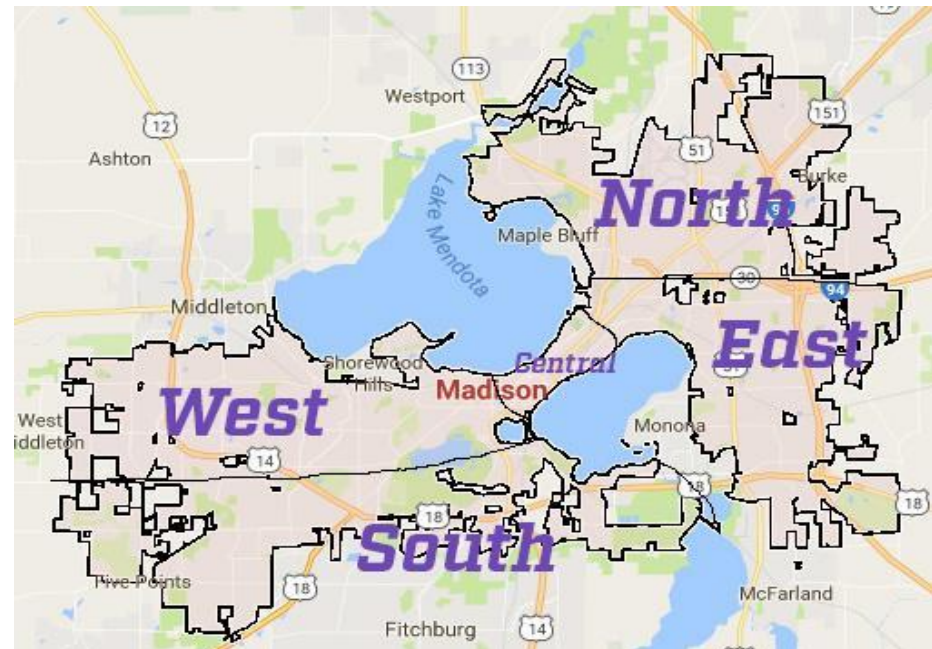 113
Westport
12
151
Ashton
51
Burke
North
Lake Mendota
Maple Bluff
30
94
Middleton
East
Central
Shorewood
Hills
Madison
West
West
iddleton
Monona
14
18
18
18
South
Five Points
18
McFarland
Fitchburg
14